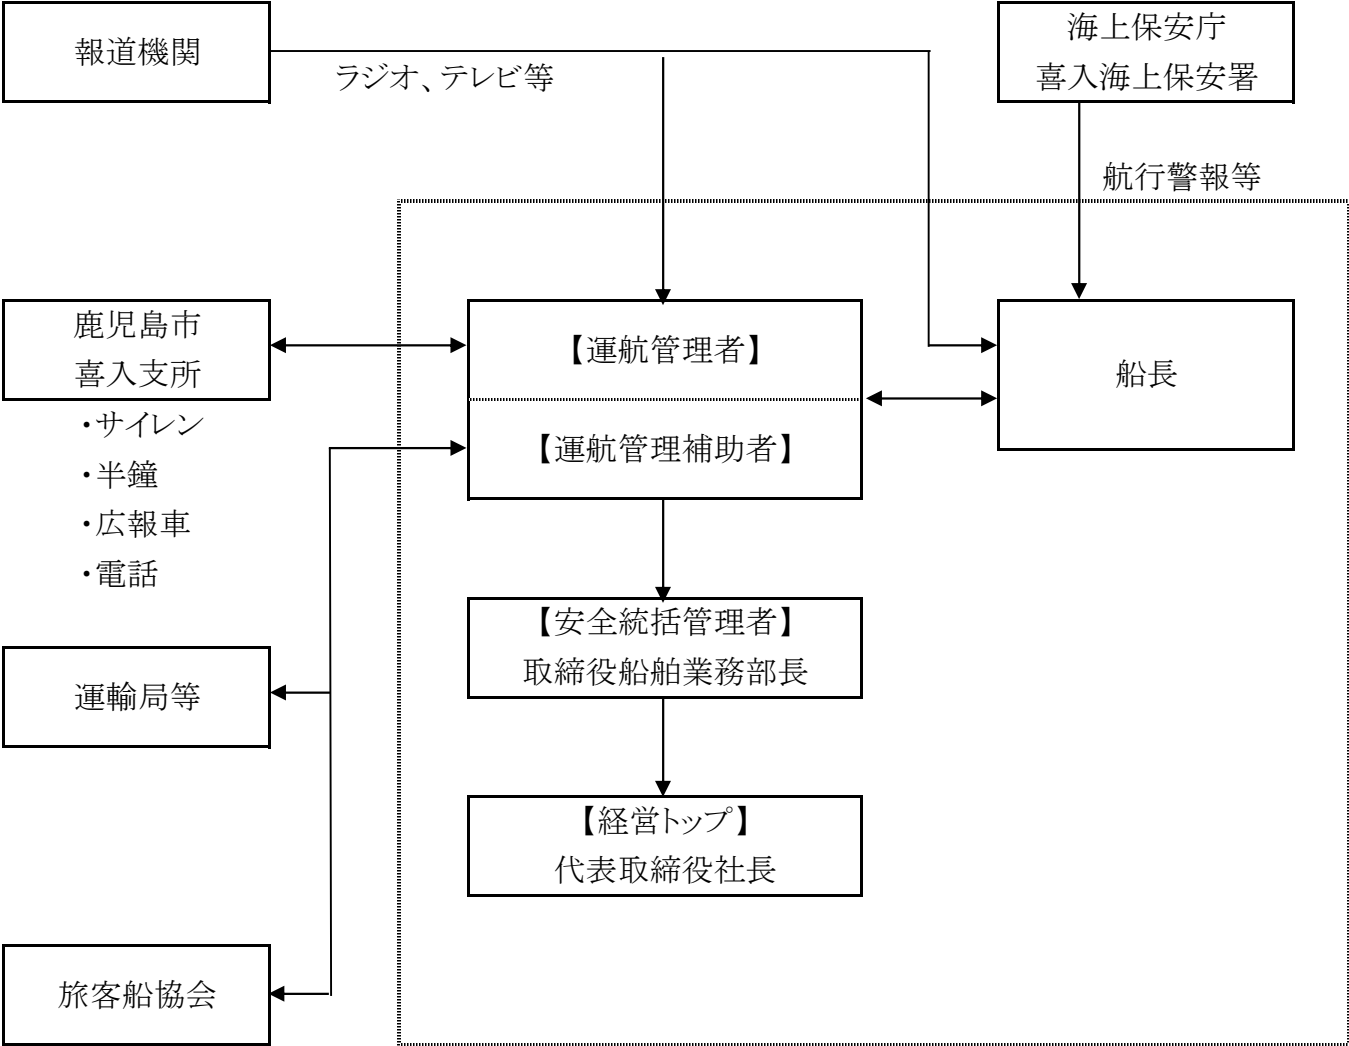 報道機関
ラジオ、テレビ等
海上保安庁
喜入海上保安署
航行警報等
鹿児島市
喜入支所
・サイレン
・半鐘
・広報車
・電話
【運航管理者】
【運航管理補助者】
船長
【安全統括管理者】
取締役船舶業務部長
運輸局等
【経営トップ】
代表取締役社長
旅客船協会